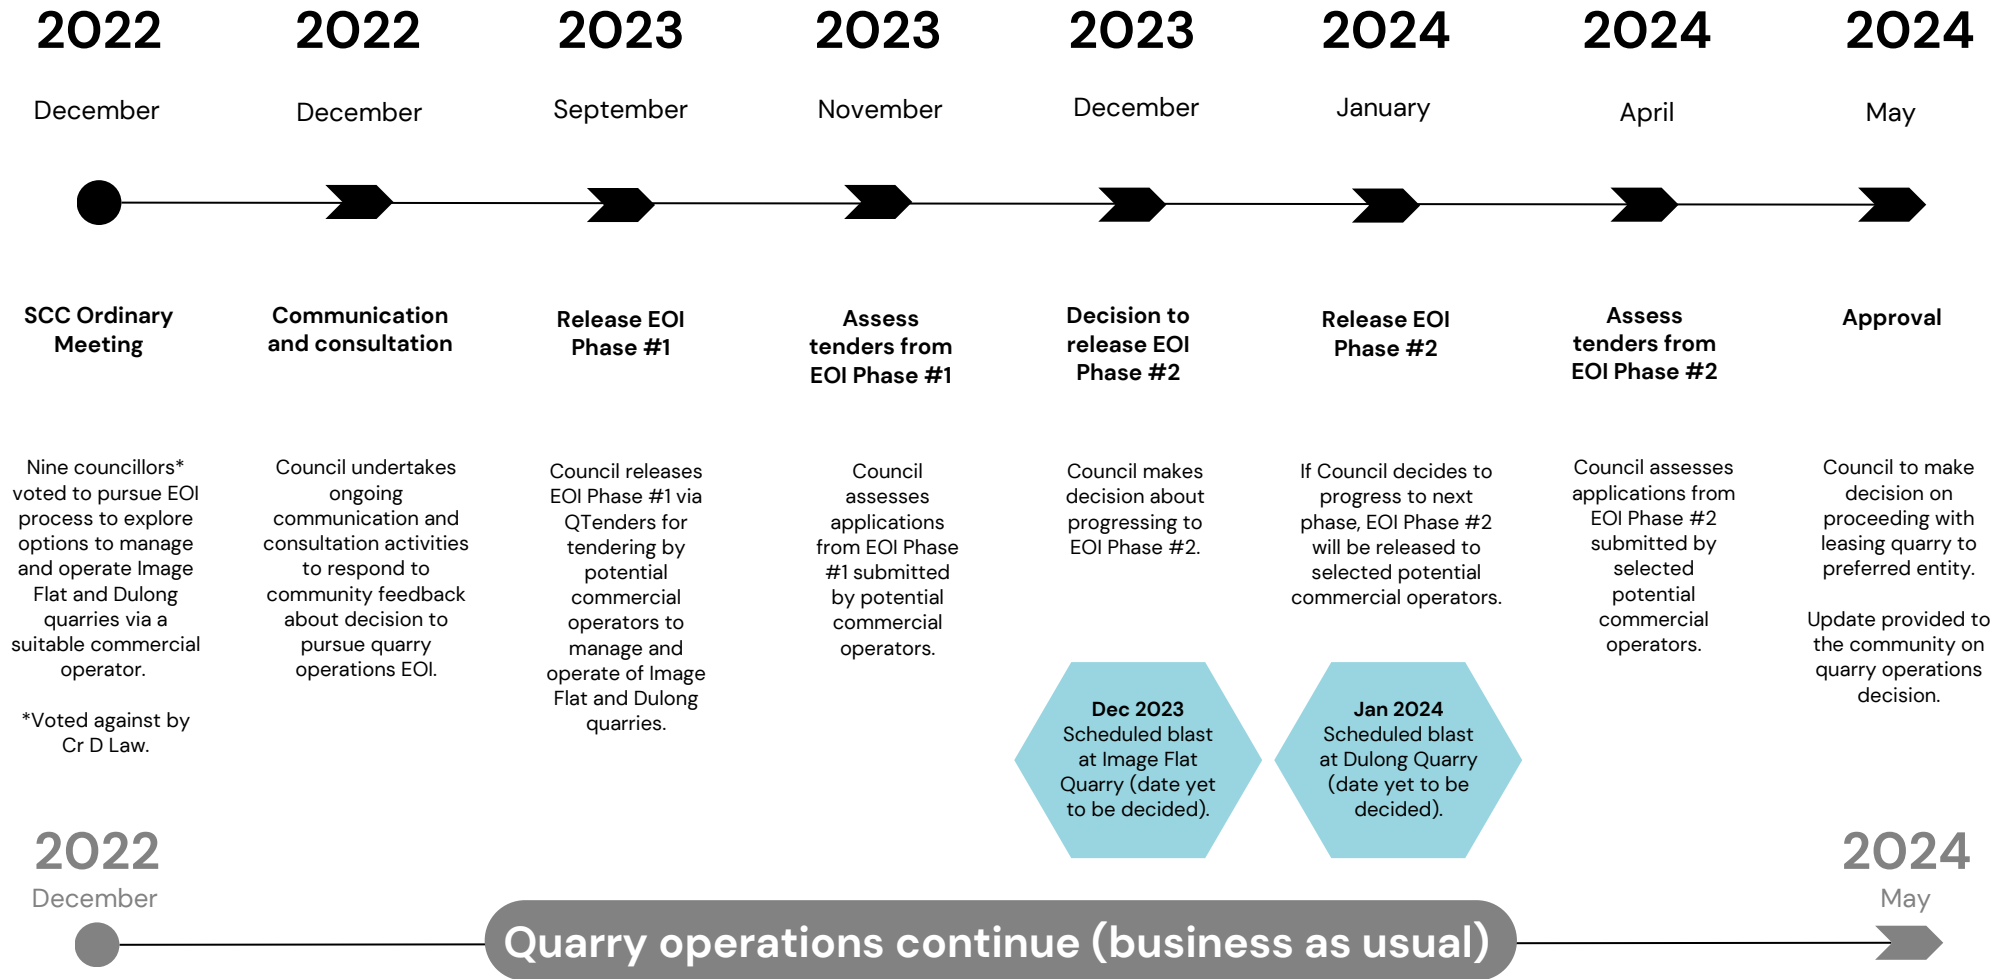 2022
December
SCC Ordinary
Meeting
Nine councillors*
voted to pursue EOI
process to explore
options to manage
and operate Image
Flat and Dulong
quarries via a
suitable commercial
operator.
*Voted against by
Cr D Law.
2022
December
Communication
and consultation
Council undertakes
ongoing
communication and
consultation activities
to respond to
community feedback
about decision to
pursue quarry
operations EOI.
2023
September
Release EOI
Phase #1
Council releases
EOI Phase #1 via
QTenders for
tendering by
potential
commercial
operators to
manage and
operate of Image
Flat and Dulong
quarries.
2023
November
Assess
tenders from
EOI Phase #1
Council
assesses
applications
from EOI Phase
#1 submitted
by potential
commercial
operators.
2023
December
Decision to
release EOI
Phase #2
Council makes
decision about
progressing to
EOI Phase #2.
Dec 2023
Scheduled blast
at Image Flat
Quarry (date yet
to be decided).
2024
January
Release EOI
Phase #2
If Council decides to
progress to next
phase, EOI Phase #2
will be released to
selected potential
commercial operators.
Jan 2024
Scheduled blast
at Dulong Quarry
(date yet to be
decided).
2024
April
Assess
tenders from
EOI Phase #2
Council assesses
applications from
EOI Phase #2
submitted by
selected
potential
commercial
operators.
2024
May
Approval
Council to make
decision on
proceeding with
leasing quarry to
preferred entity.
Update provided to
the community on
quarry operations
decision.
2022
December
Quarry operations continue (business as usual)
2024
May